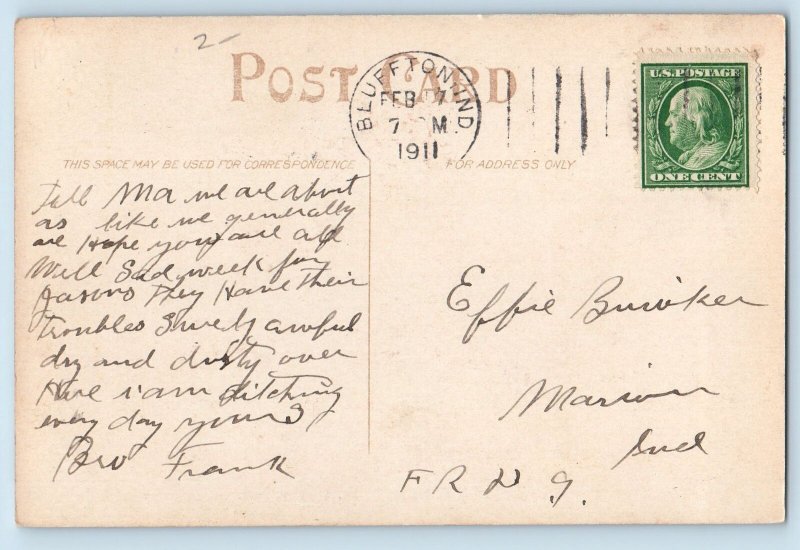 2-
POST CARD
BLUFFTON, IND.
FEB 7
7 M
1911
U.S. POSTAGE
ONE CENT
THIS SPACE MAY BE USED FOR CORRESPONDENCE
FOR ADDRESS ONLY
Tell Ma we are about
as like we generally
are Hope you are all
Well Sad week for
Jasons They Have their
troubles Surely awful
dry and dusty over
Here i am ditching
every day yours
Bro Frank
Effie
Marion
Ind
F R D 9.